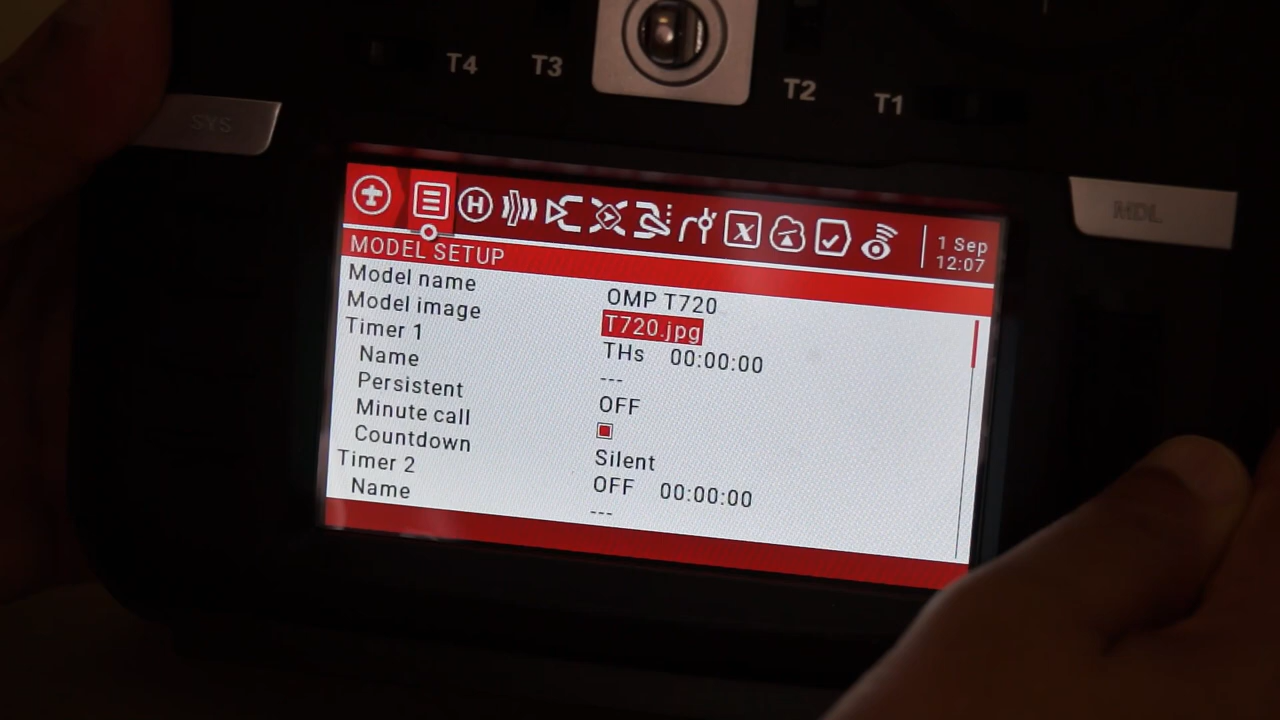 T4 T3 T2 T1
SYS
MDL
1 Sep
12:07
MODEL SETUP
Model name OMP T720
Model image T720.jpg
Timer 1 THs 00:00:00
Name ---
Persistent OFF
Minute call
Countdown Silent
Timer 2 OFF 00:00:00
Name ---